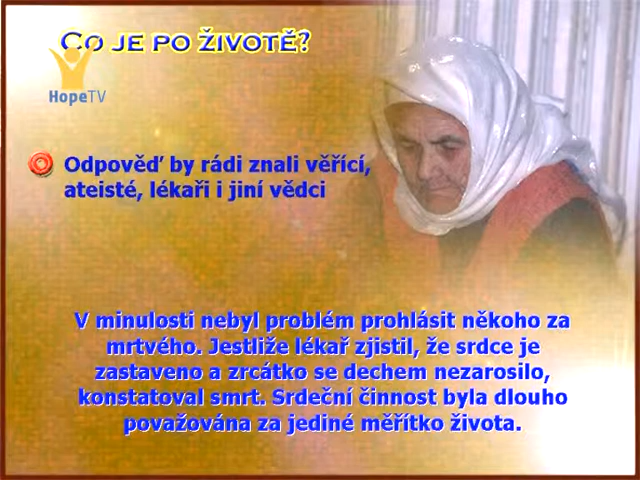 Co je po životě?
HopeTV
Odpověď by rádi znali věřící,
ateisté, lékaři i jiní vědci
V minulosti nebyl problém prohlásit někoho za
mrtvého. Jestliže lékař zjistil, že srdce je
zastaveno a zrcátko se dechem nezarosilo,
konstatoval smrt. Srdeční činnost byla dlouho
považována za jediné měřítko života.